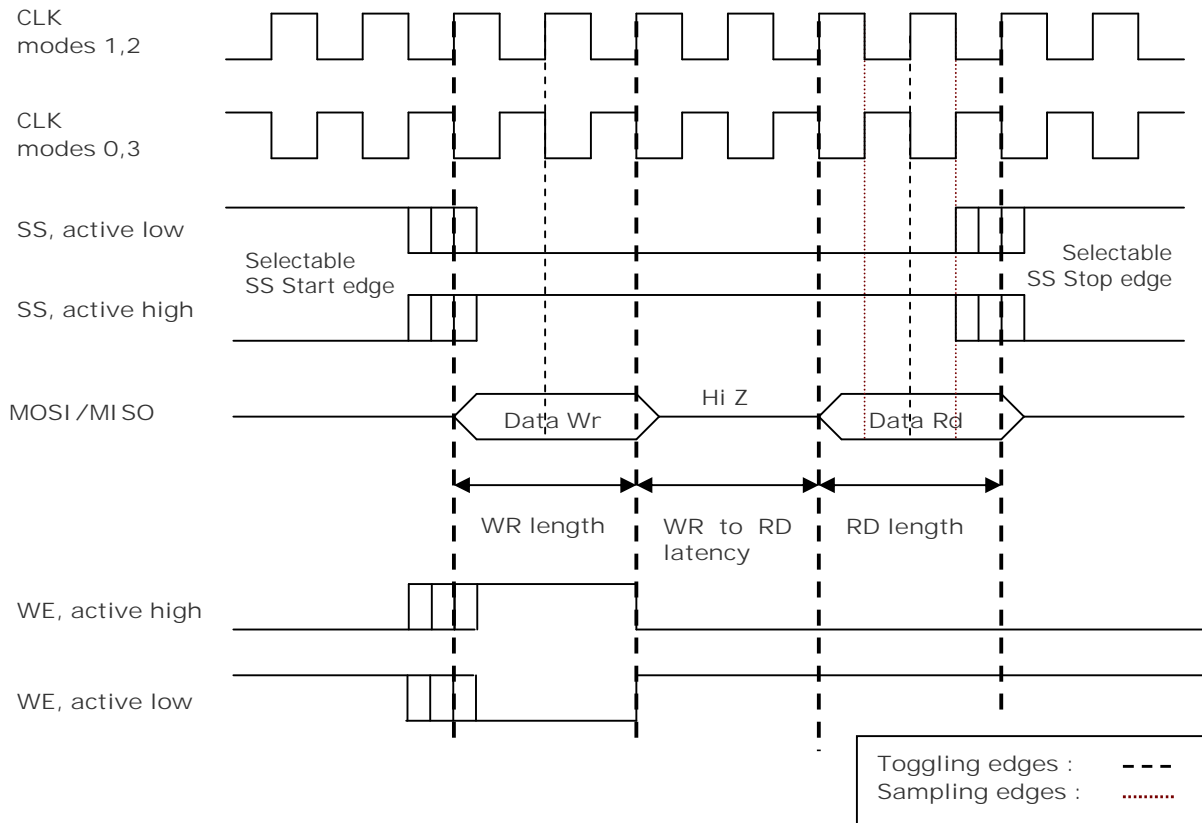 CLK
modes 1,2
CLK
modes 0,3
SS, active low
Selectable
SS Start edge
Selectable
SS Stop edge
SS, active high
MOSI/MISO
Data Wr
Hi Z
Data Rd
WR length
WR to RD
latency
RD length
WE, active high
WE, active low
Toggling edges :
Sampling edges :